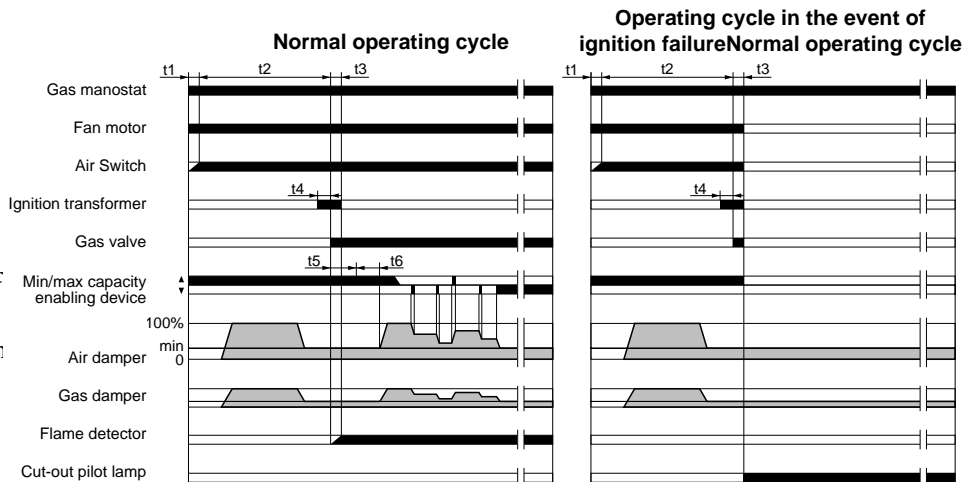 Operating cycle in the event of
Normal operating cycle
ignition failureNormal operating cycle
t1 t2 t3
t1 t2 t3
Gas manostat
Fan motor
Air Switch
t4
t4
Ignition transformer
Gas valve
t5 t6
Min/max capacity
enabling device
100%
min
0
Air damper
Gas damper
Flame detector
Cut-out pilot lamp